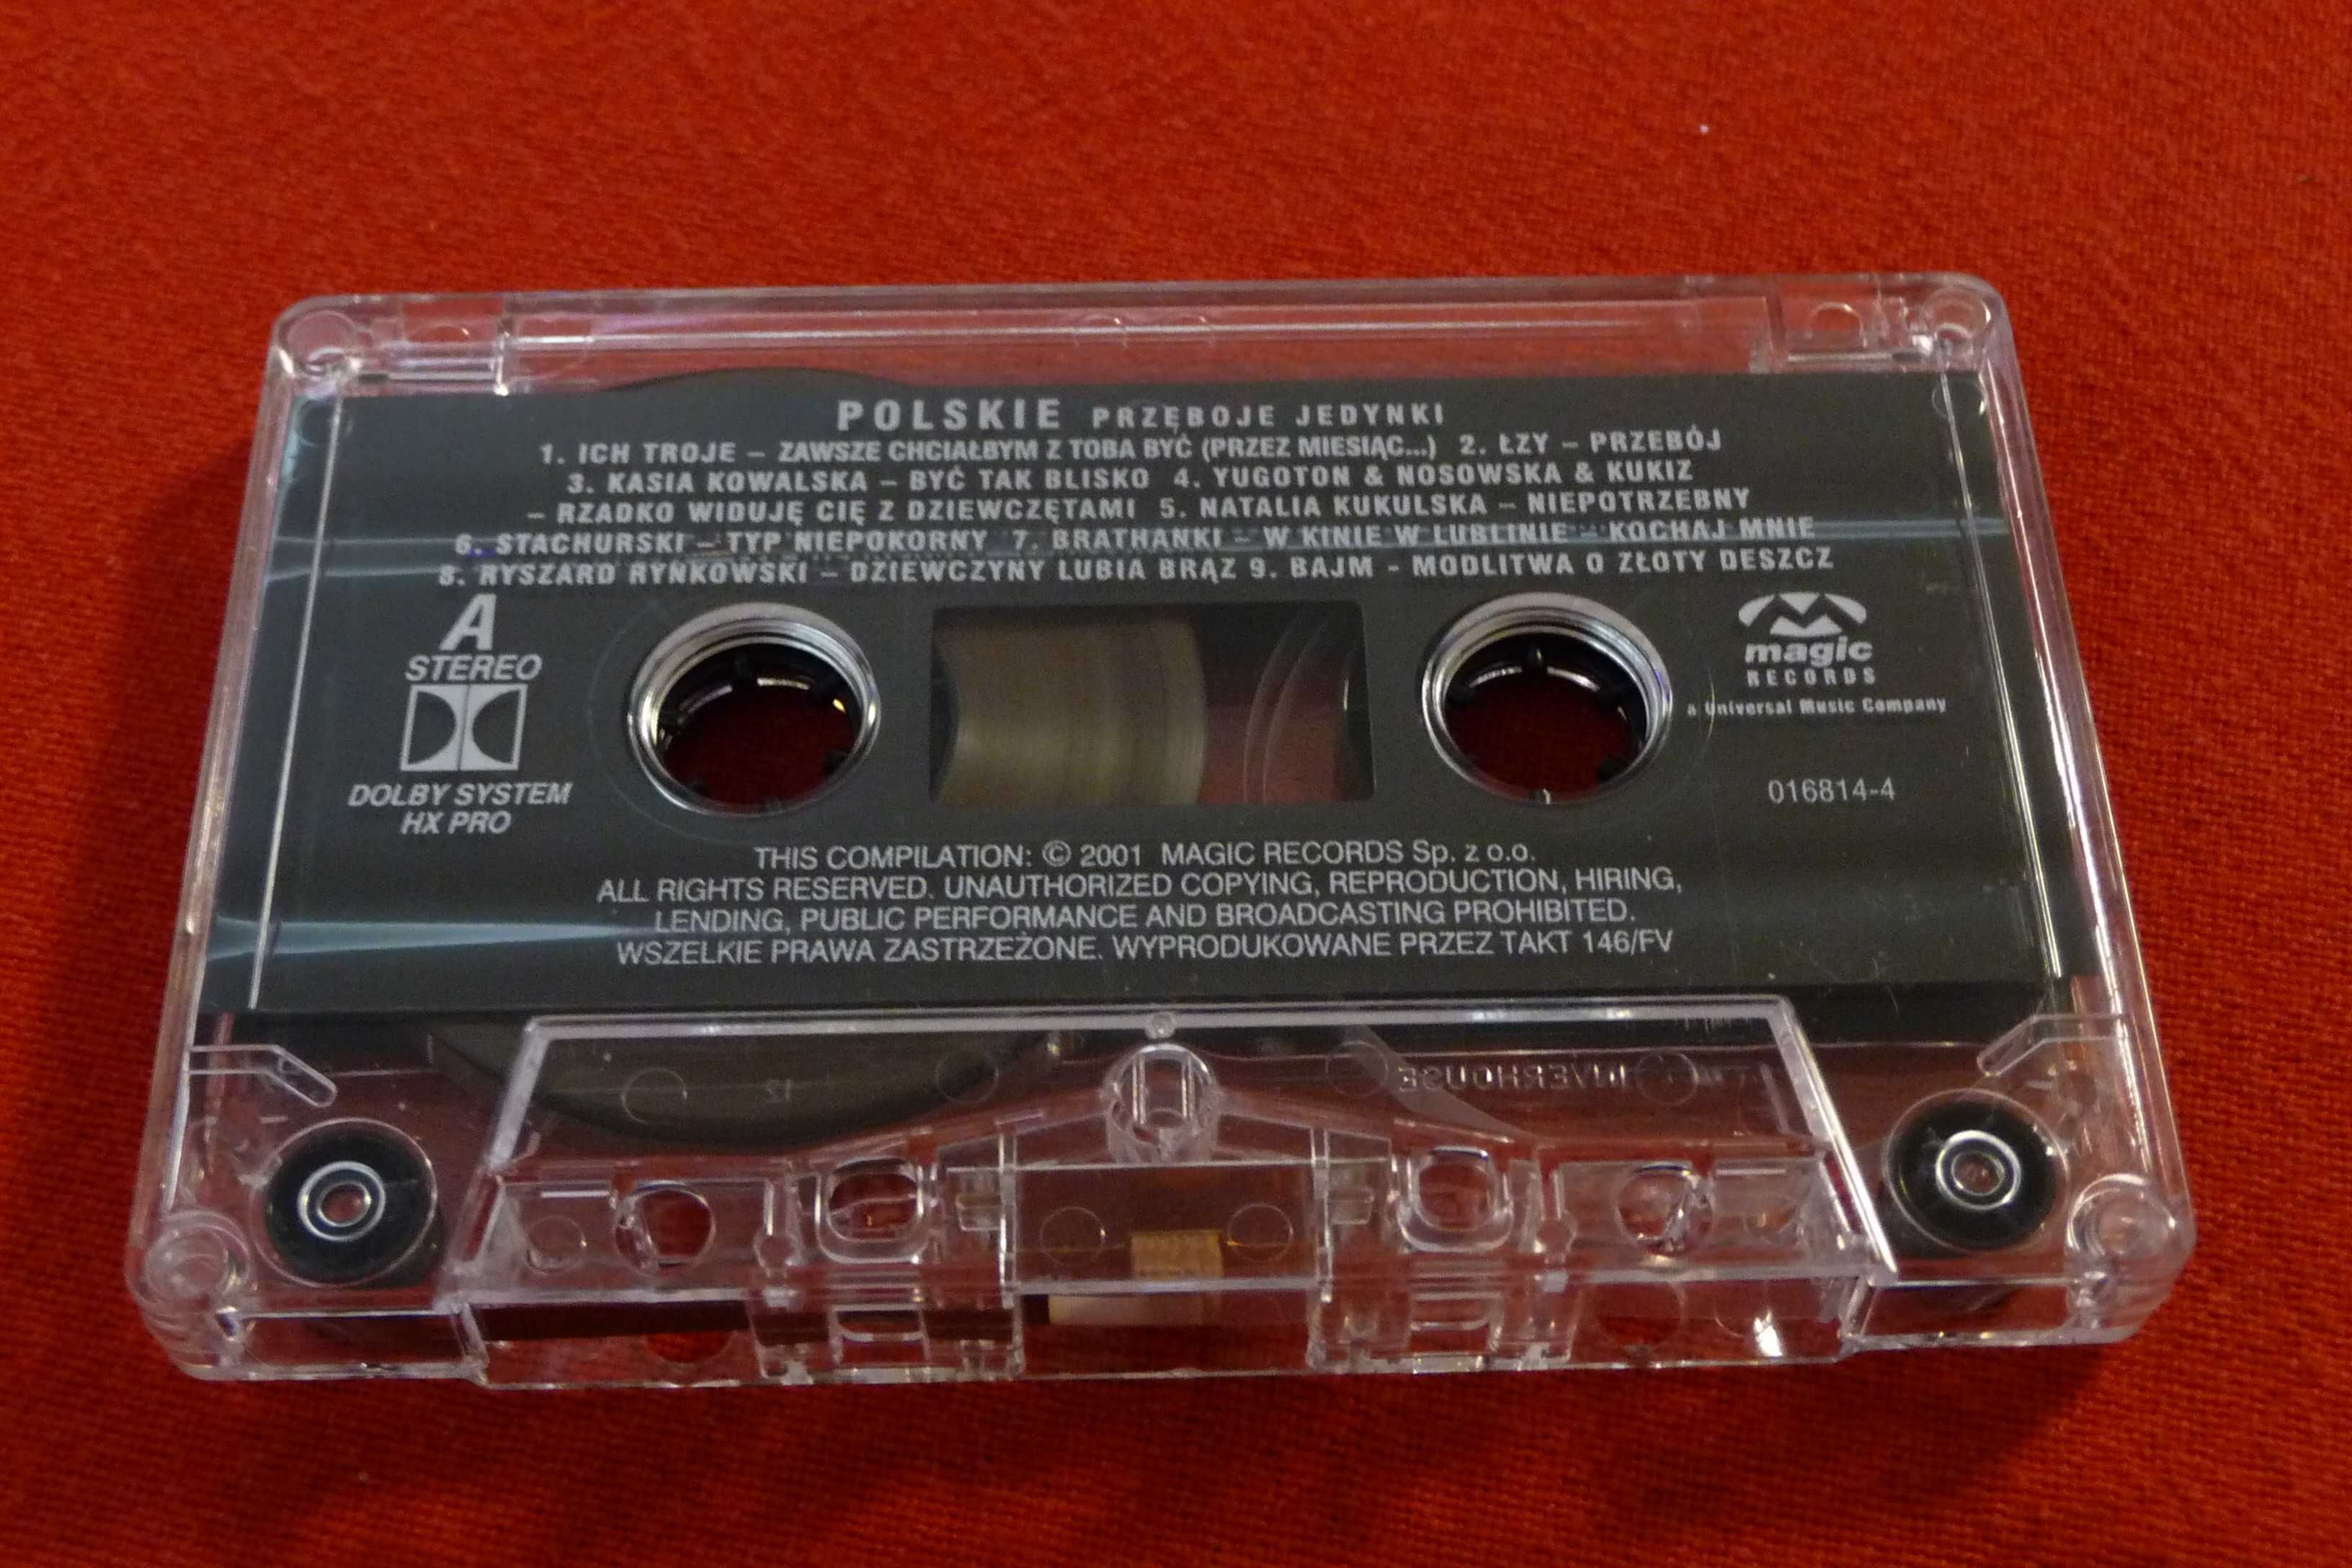 POLSKIE PRZEBOJE JEDYNKI
1. ICH TROJE – ZAWSZE CHCIAŁBYM Z TOBA BYĆ (PRZEZ MIESIĄC...) 2. ŁZY – PRZEBÓJ
3. KASIA KOWALSKA – BYĆ TAK BLISKO 4. YUGOTON & NOSOWSKA & KUKIZ
– RZADKO WIDUJĘ CIĘ Z DZIEWCZĘTAMI 5. NATALIA KUKULSKA – NIEPOTRZEBNY
6. STACHURSKI – TYP NIEPOKORNY 7. BRATHANKI – W KINIE W LUBLINIE – KOCHAJ MNIE
8. RYSZARD RYNKOWSKI – DZIEWCZYNY LUBIA BRĄZ 9. BAJM - MODLITWA O ZŁOTY DESZCZ
A
STEREO
DOLBY SYSTEM
HX PRO
magic
RECORDS
a Universal Music Company
016814-4
THIS COMPILATION: © 2001 MAGIC RECORDS Sp. z o.o.
ALL RIGHTS RESERVED. UNAUTHORIZED COPYING, REPRODUCTION, HIRING,
LENDING, PUBLIC PERFORMANCE AND BROADCASTING PROHIBITED.
WSZELKIE PRAWA ZASTRZEŻONE. WYPRODUKOWANE PRZEZ TAKT 146/FV